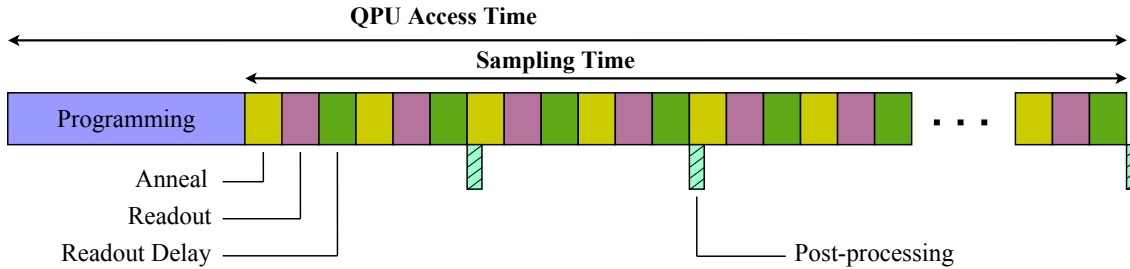 QPU Access Time
Sampling Time
Programming
Anneal
Readout
Readout Delay
Post-processing